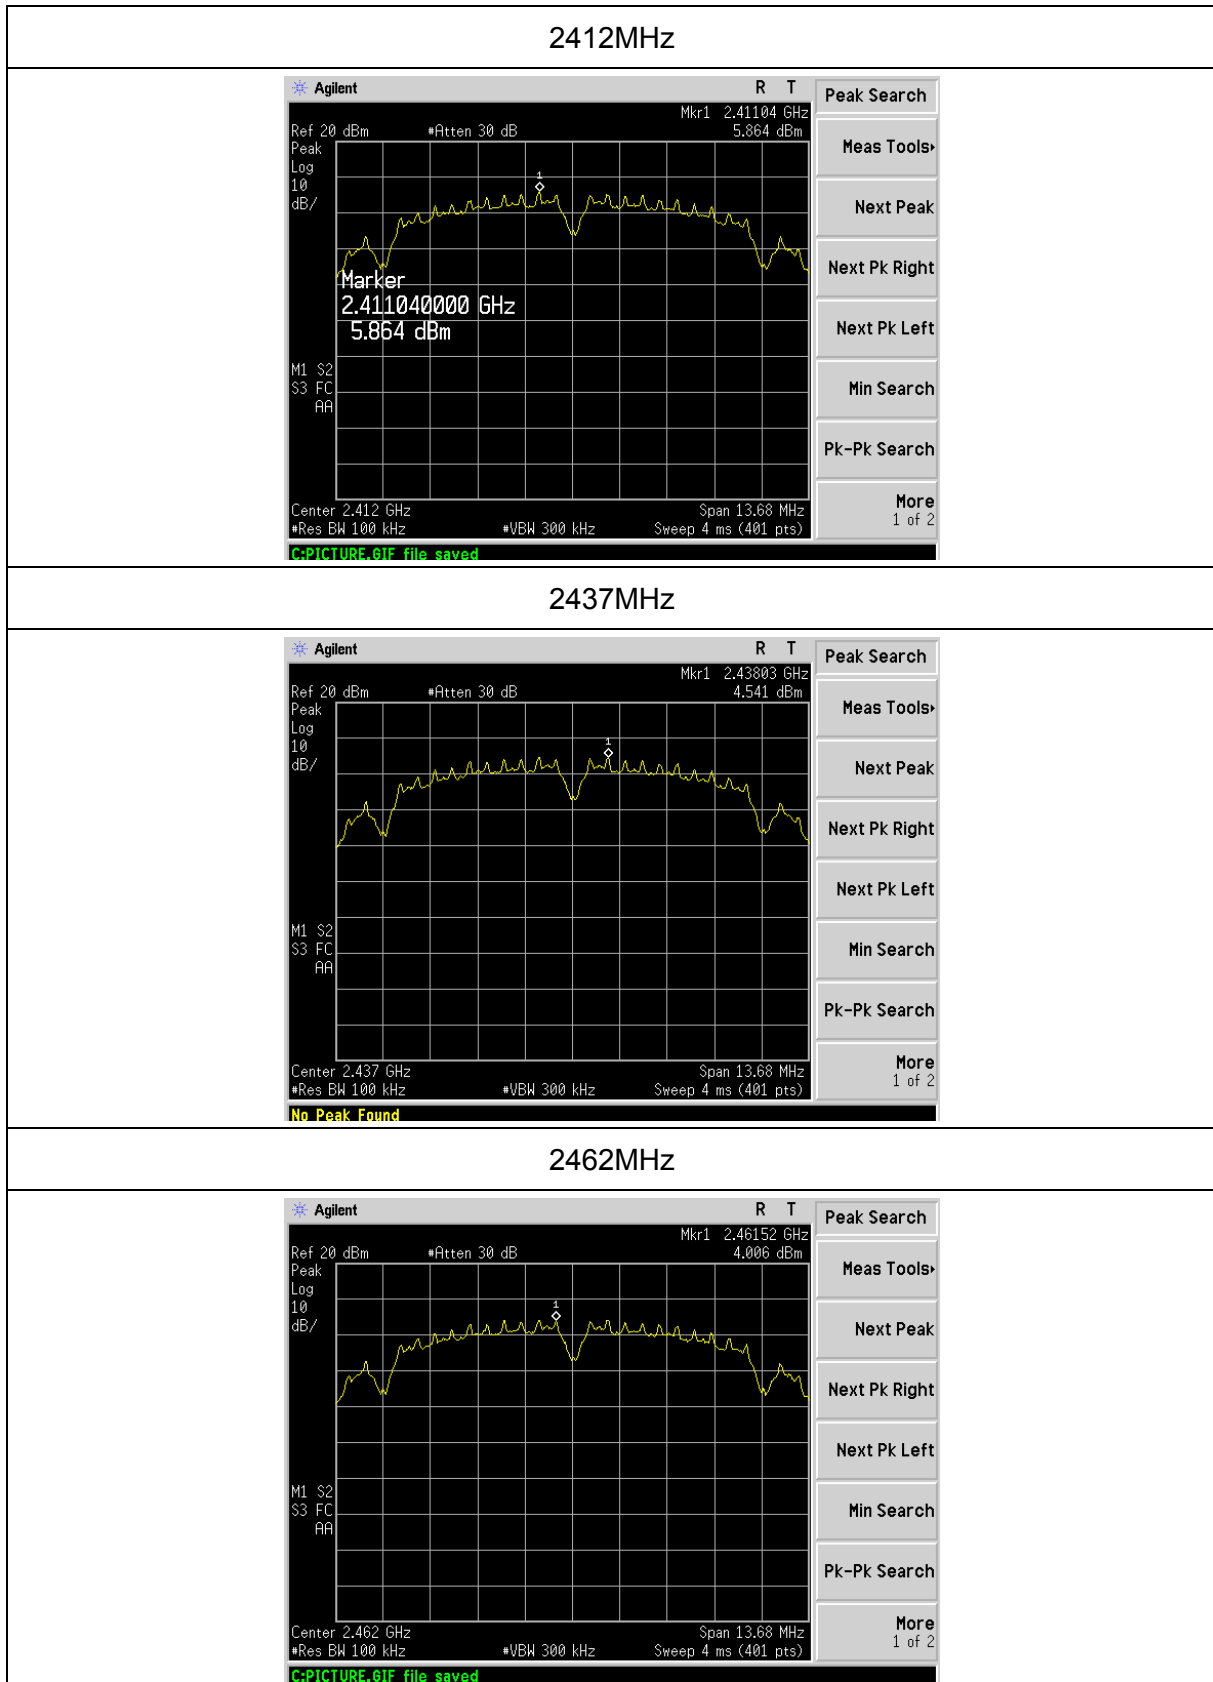 2412MHz
Agilent R T
Peak Search
Mkr1 2.41104 GHz
Ref 20 dBm #Atten 30 dB 5.864 dBm
Peak
Log
10
dB/
1
Marker
2.411040000 GHz
5.864 dBm
M1 S2
S3 FC
AA
Center 2.412 GHz Span 13.68 MHz
#Res BW 100 kHz #VBW 300 kHz Sweep 4 ms (401 pts)
C:PICTURE.GIF file saved
Meas Tools
Next Peak
Next Pk Right
Next Pk Left
Min Search
Pk-Pk Search
More
1 of 2
2437MHz
Agilent R T
Peak Search
Mkr1 2.43803 GHz
Ref 20 dBm #Atten 30 dB 4.541 dBm
Peak
Log
10
dB/
1
M1 S2
S3 FC
AA
Center 2.437 GHz Span 13.68 MHz
#Res BW 100 kHz #VBW 300 kHz Sweep 4 ms (401 pts)
No Peak Found
Meas Tools
Next Peak
Next Pk Right
Next Pk Left
Min Search
Pk-Pk Search
More
1 of 2
2462MHz
Agilent R T
Peak Search
Mkr1 2.46152 GHz
Ref 20 dBm #Atten 30 dB 4.006 dBm
Peak
Log
10
dB/
1
M1 S2
S3 FC
AA
Center 2.462 GHz Span 13.68 MHz
#Res BW 100 kHz #VBW 300 kHz Sweep 4 ms (401 pts)
C:PICTURE.GIF file saved
Meas Tools
Next Peak
Next Pk Right
Next Pk Left
Min Search
Pk-Pk Search
More
1 of 2